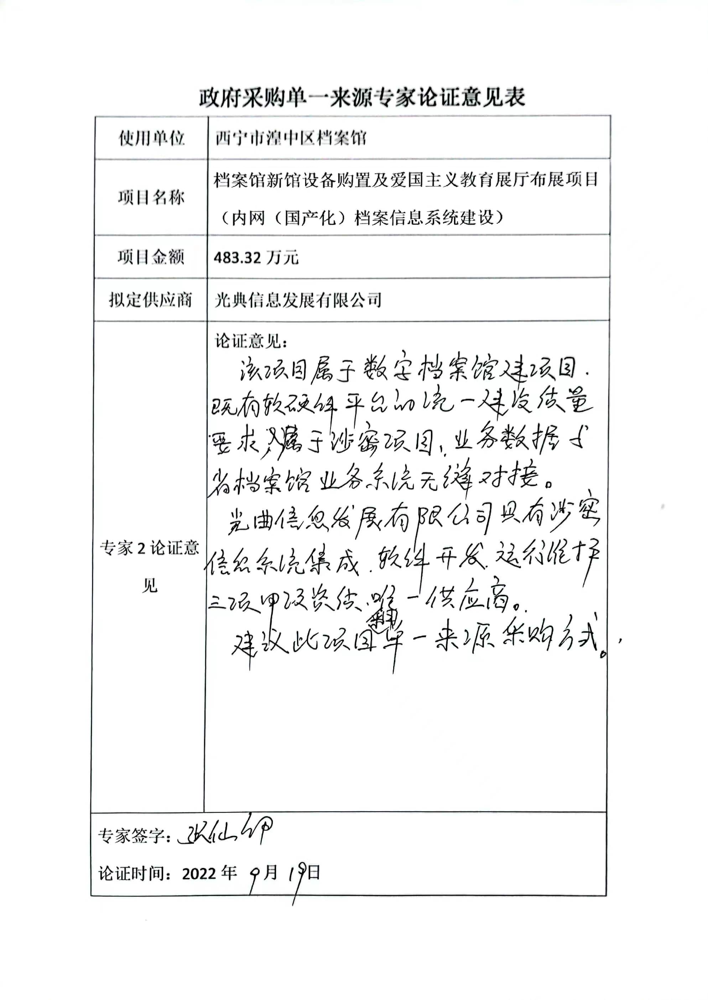 政府采购单一来源专家论证意见表
使用单位
西宁市湟中区档案馆
项目名称
档案馆新馆设备购置及爱国主义教育展厅布展项目
（内网（国产化）档案信息系统建设）
项目金额
483.32 万元
拟定供应商
光典信息发展有限公司
专家 2 论证意
见
论证意见：
该项目属于数字档案馆建项目.
既有软硬件平台的统一建设质量
要求,又属于涉密项目,业务数据与
省档案馆业务系统无缝对接。
光典信息发展有限公司具有涉密
信息系统集成.软件开发.运行维护
三项甲级资质.唯一供应商。
建议此项目采用单一来源采购方式。
专家签字：张仙
论证时间：2022 年 9月 19日